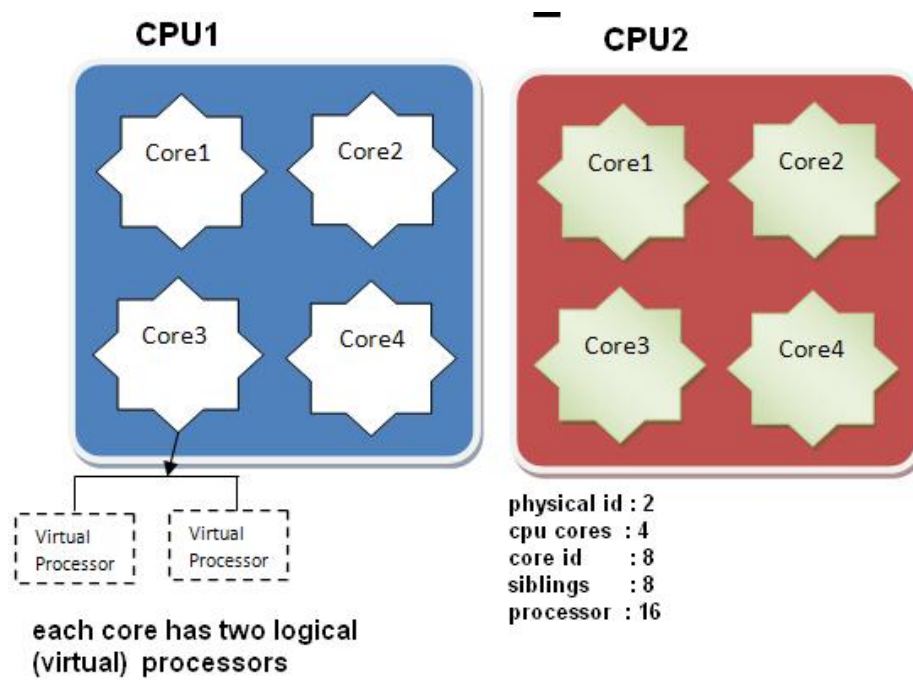 CPU1
CPU2
Core1
Core2
Core3
Core4
Core1
Core2
Core3
Core4
Virtual
Processor
Virtual
Processor
each core has two logical
(virtual) processors
physical id : 2
cpu cores : 4
core id : 8
siblings : 8
processor : 16